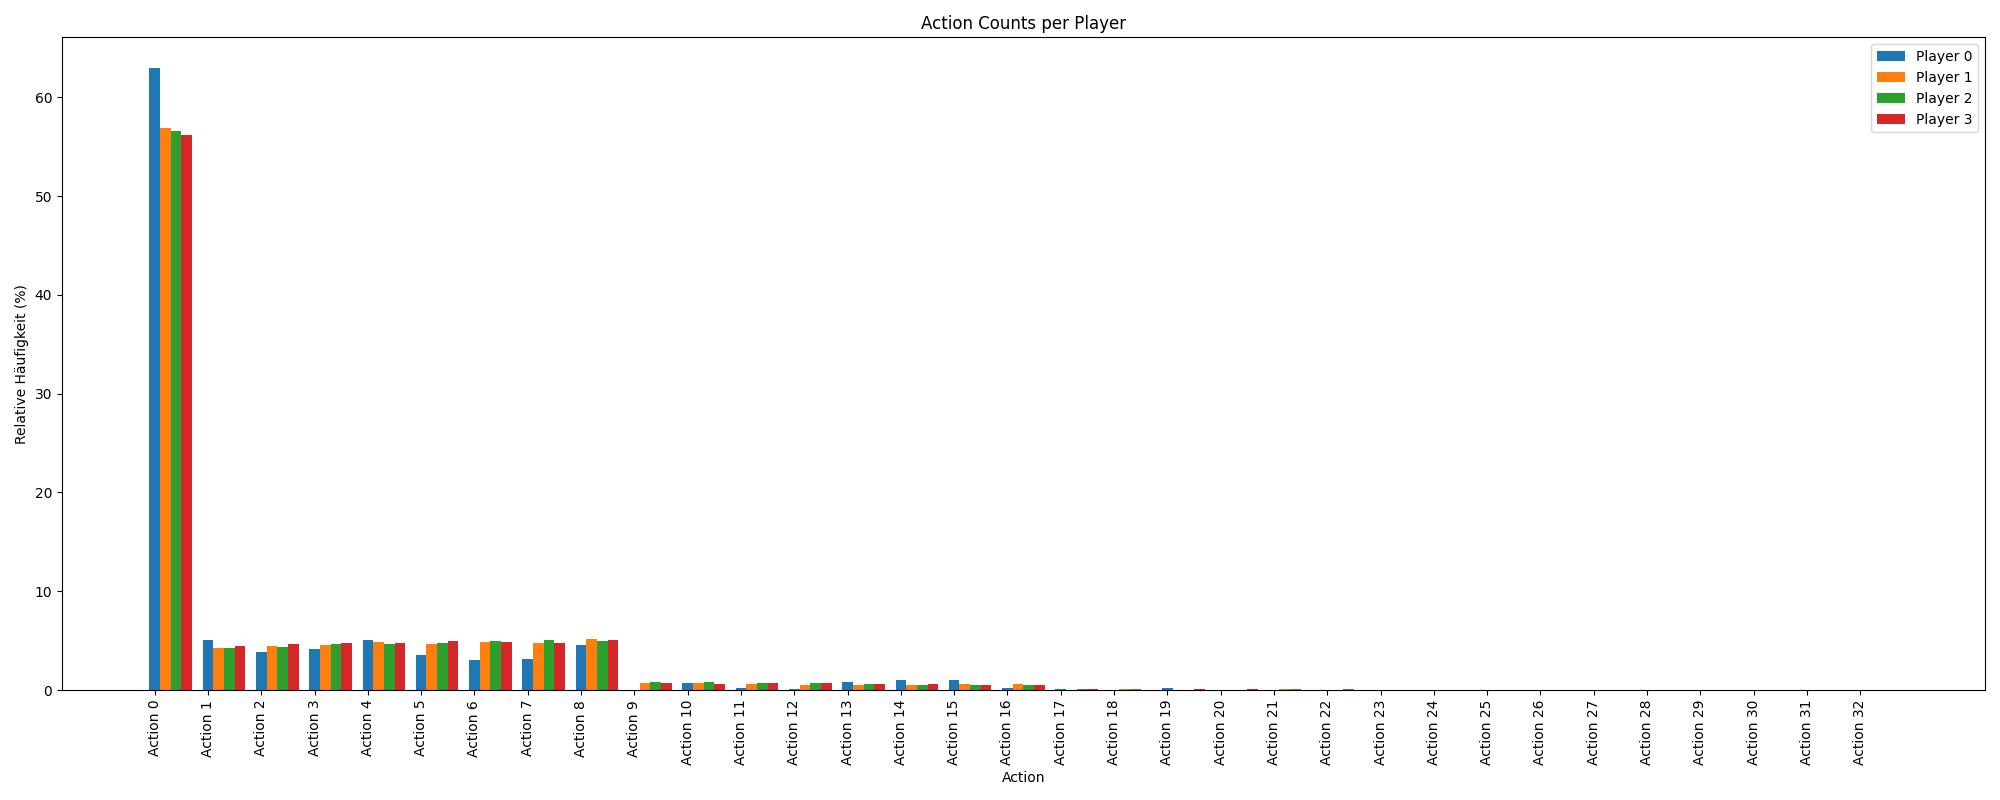 Action Counts per Player
Player 0
Player 1
Player 2
Player 3
Relative Häufigkeit (%)
60
50
40
30
20
10
0
Action 0
Action 1
Action 2
Action 3
Action 4
Action 5
Action 6
Action 7
Action 8
Action 9
Action 10
Action 11
Action 12
Action 13
Action 14
Action 15
Action 16
Action 17
Action 18
Action 19
Action 20
Action 21
Action 22
Action 23
Action 24
Action 25
Action 26
Action 27
Action 28
Action 29
Action 30
Action 31
Action 32
Action